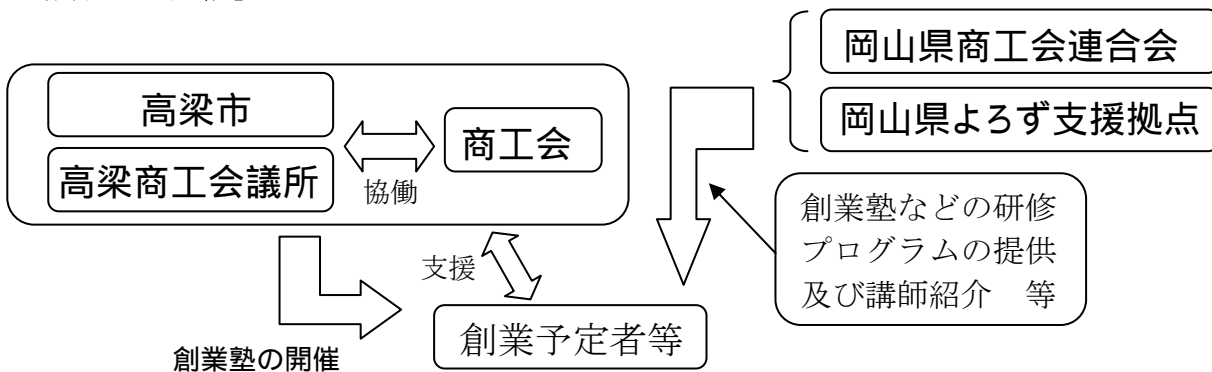 岡山県商工会連合会
岡山県よろず支援拠点
高梁市
高梁商工会議所
商工会
協働
創業塾などの研修
プログラムの提供
及び講師紹介　等
支援
創業予定者等
創業塾の開催